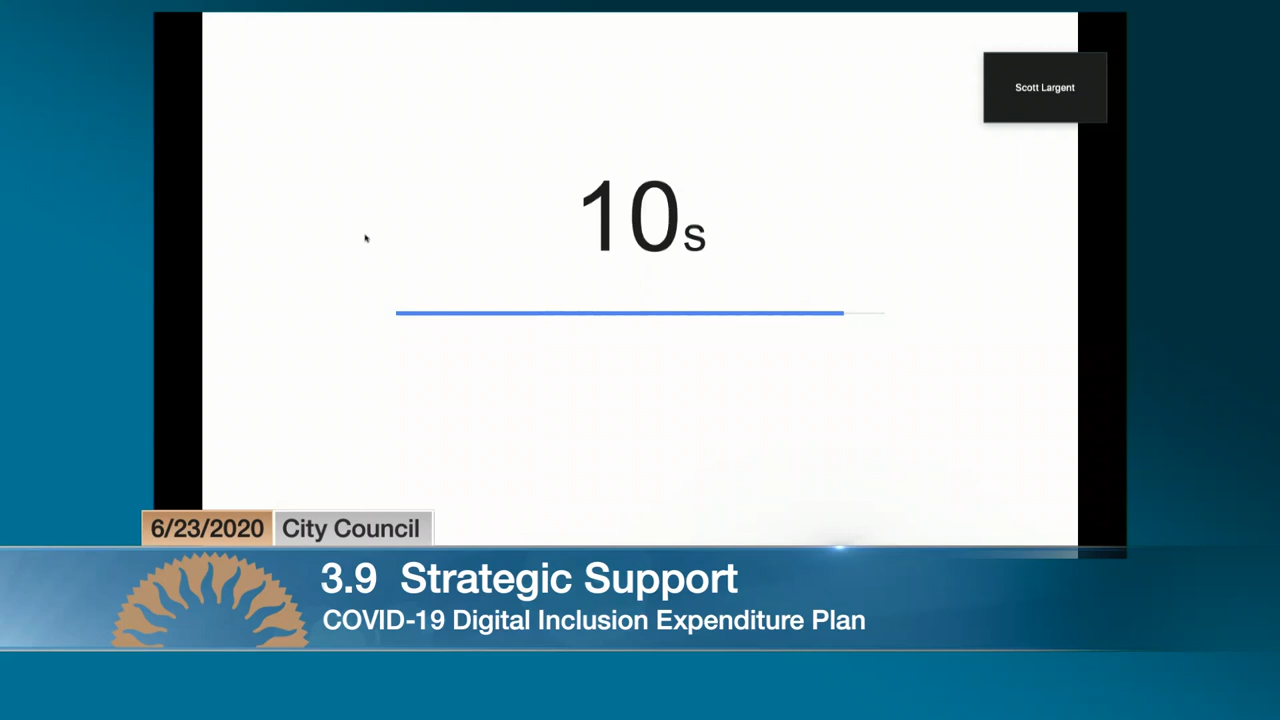 Scott Largent
10s
6/23/2020 City Council
3.9 Strategic Support
COVID-19 Digital Inclusion Expenditure Plan